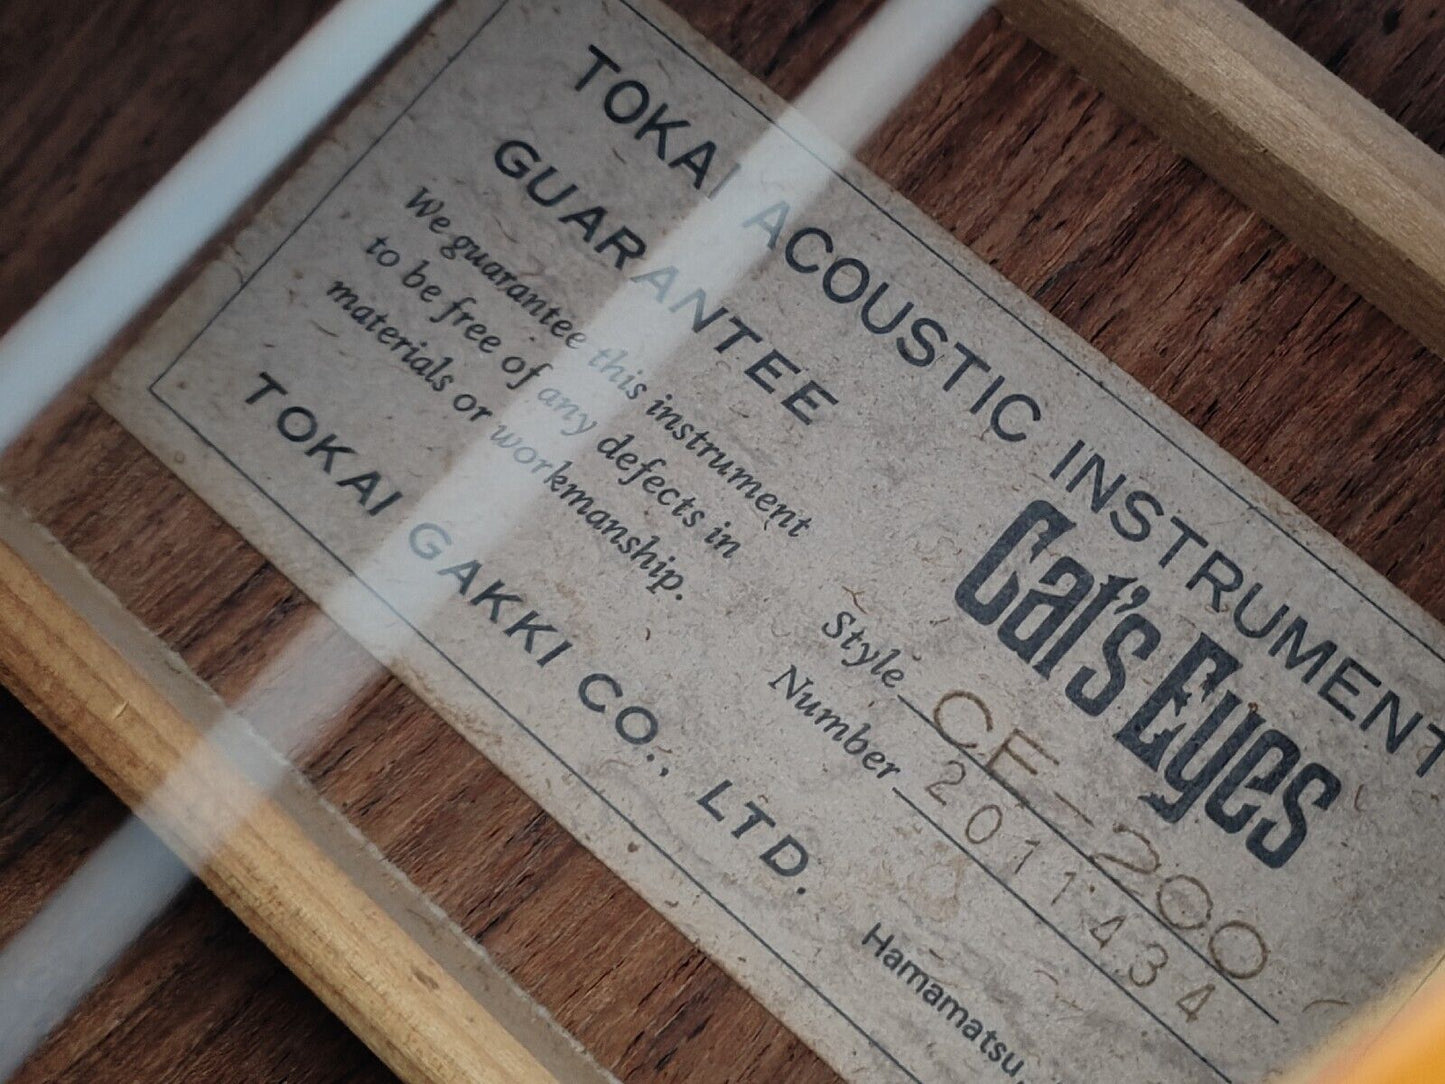 TOKAI ACOUSTIC INSTRUMENT
GUARANTEE
We guarantee this instrument
to be free of any defects in
materials or workmanship.
TOKAI GAKKI CO., LTD.
Cat's Eyes
Style CE-200
Number 2011434
Hamamatsu,